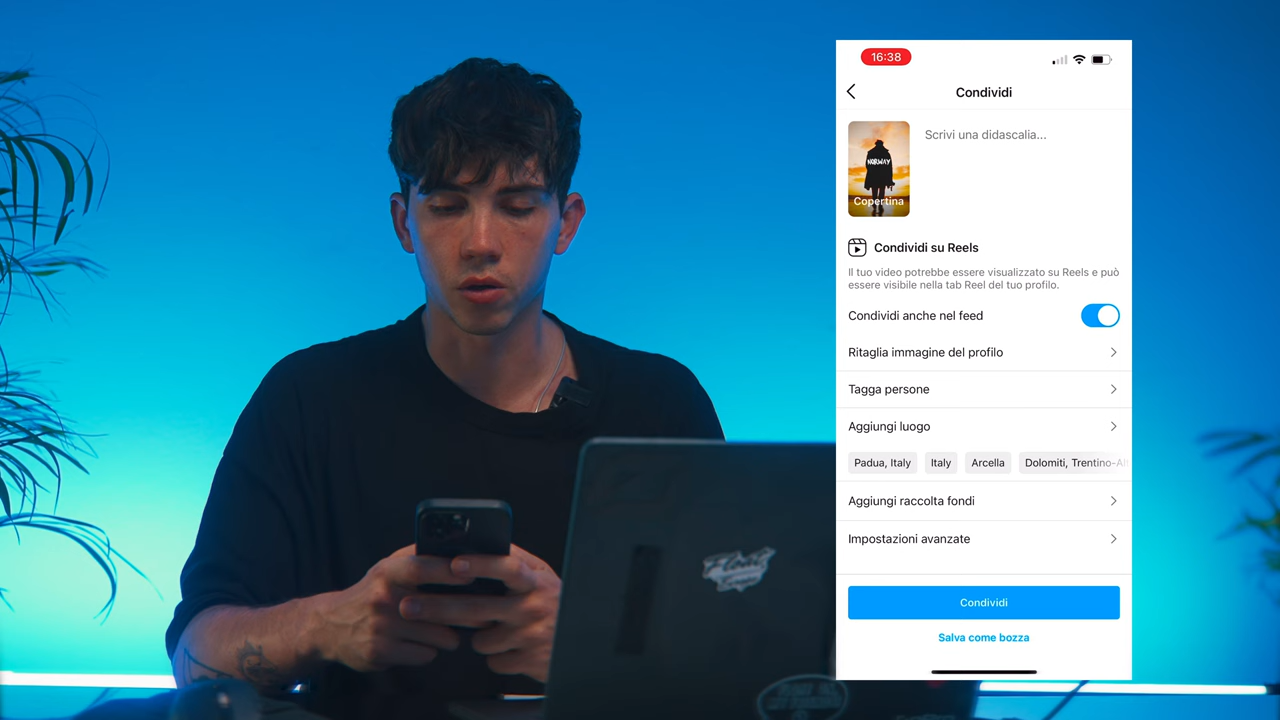 16:38
Condividi
Scrivi una didascalia...
NORWAY
Copertina
Condividi su Reels
Il tuo video potrebbe essere visualizzato su Reels e può
essere visibile nella tab Reel del tuo profilo.
Condividi anche nel feed
Ritaglia immagine del profilo
Tagga persone
Aggiungi luogo
Padua, Italy
Italy
Arcella
Dolomiti, Trentino-Al
Aggiungi raccolta fondi
Impostazioni avanzate
Condividi
Salva come bozza
Float